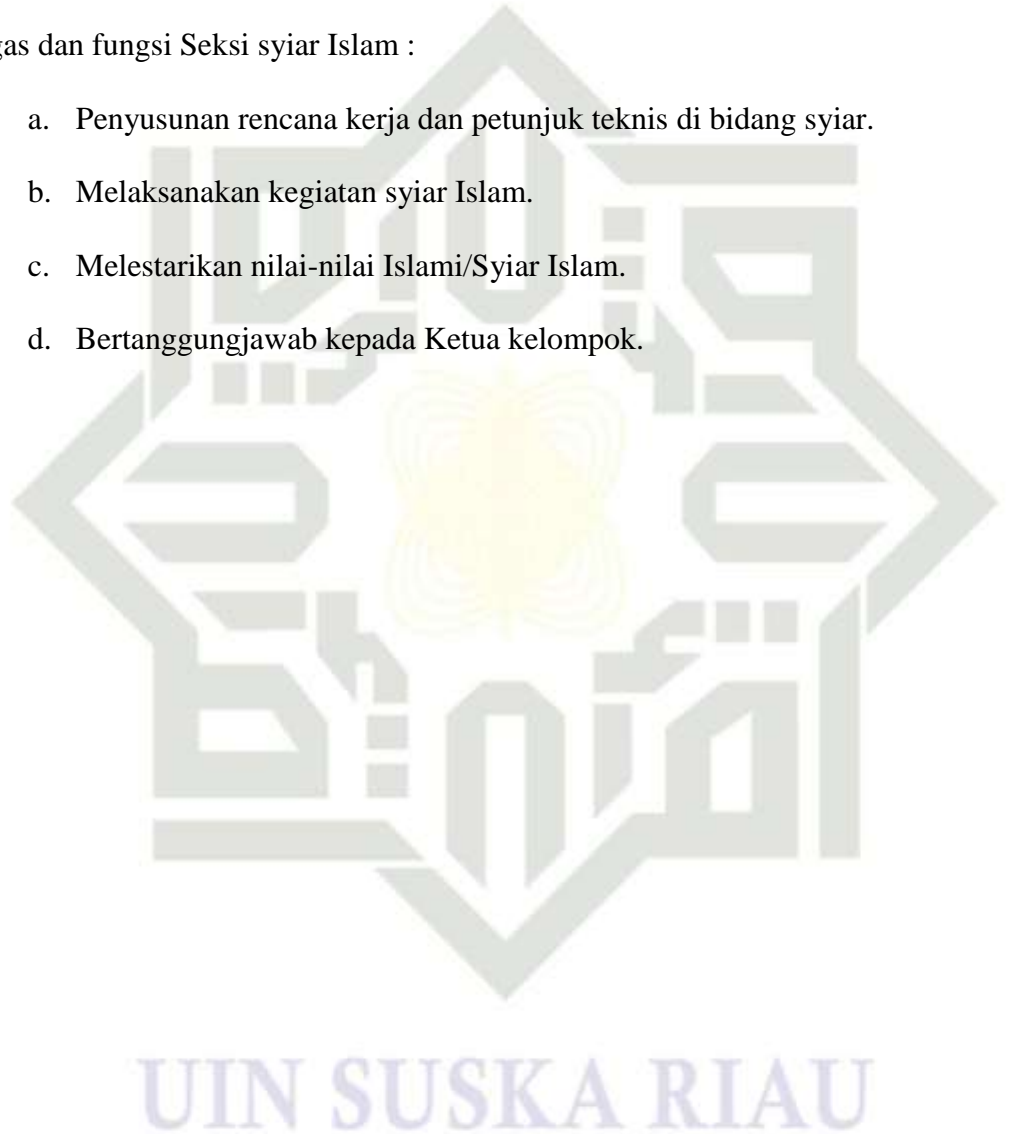 gas dan fungsi Seksi syiar Islam :
a. Penyusunan rencana kerja dan petunjuk teknis di bidang syiar.
b. Melaksanakan kegiatan syiar Islam.
c. Melestarikan nilai-nilai Islami/Syiar Islam.
d. Bertanggungjawab kepada Ketua kelompok.
UIN SUSKA RIAU